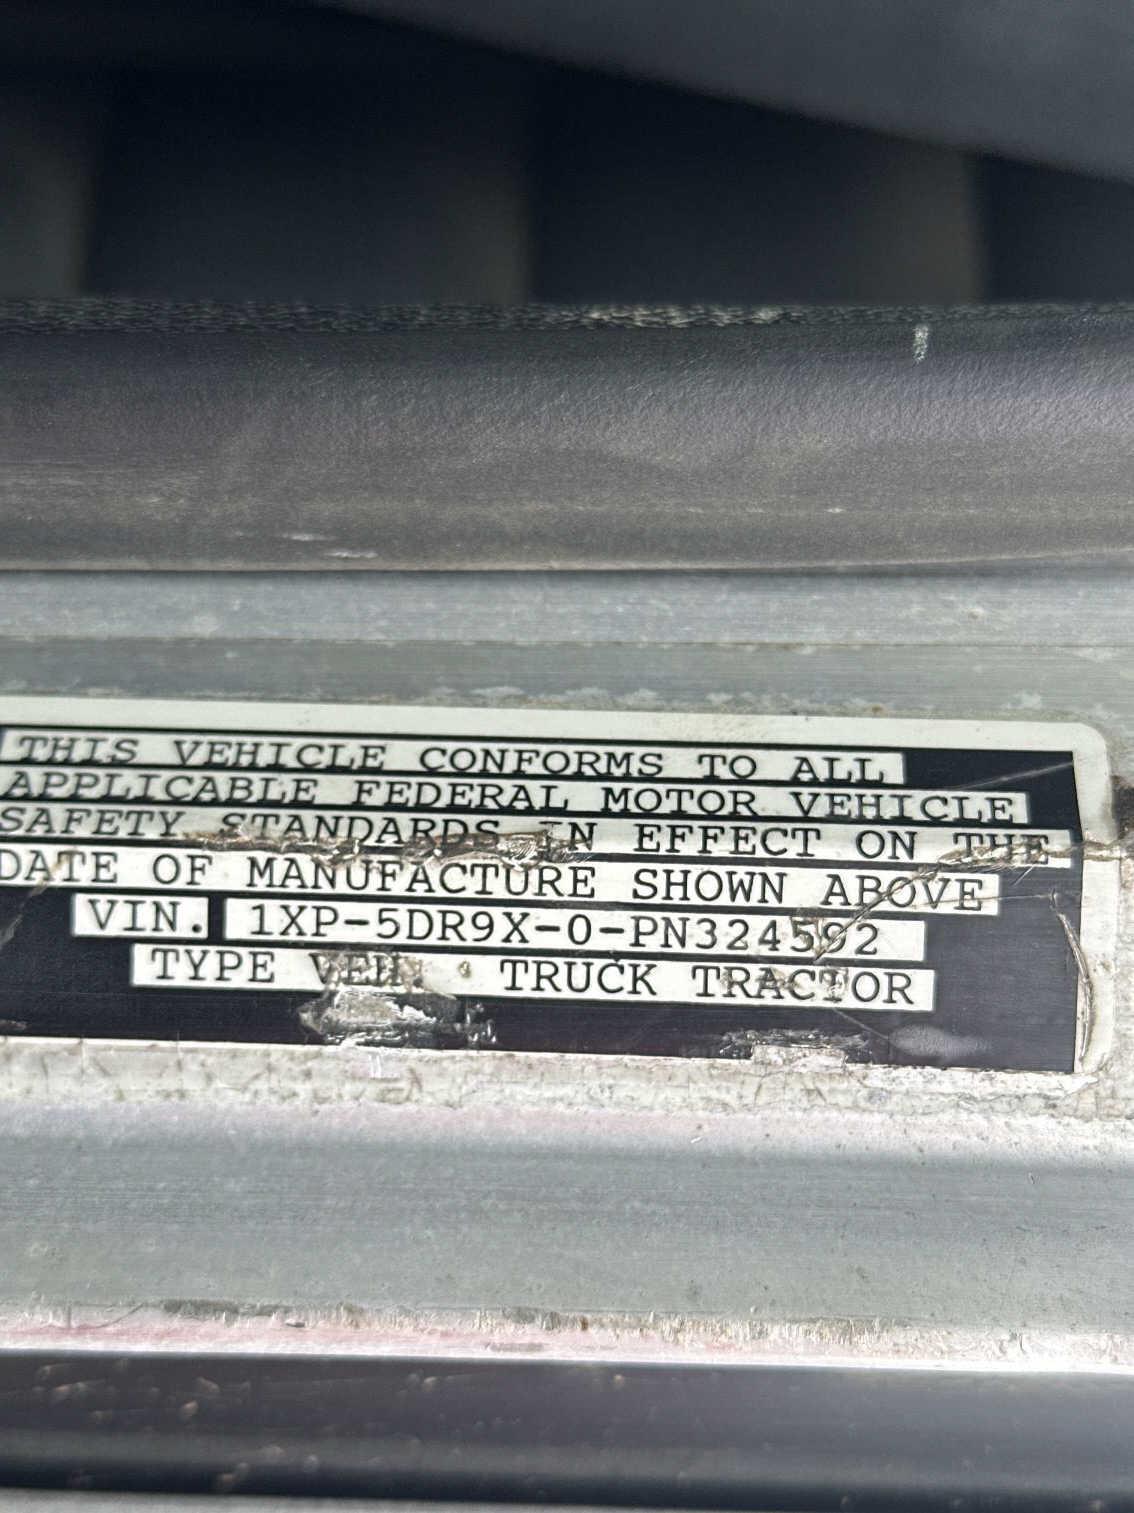 THIS VEHICLE CONFORMS TO ALL
APPLICABLE FEDERAL MOTOR VEHICLE
SAFETY STANDARDS IN EFFECT ON THE
DATE OF MANUFACTURE SHOWN ABOVE
VIN. 1XP-5DR9X-0-PN324592
TYPE VEH. TRUCK TRACTOR